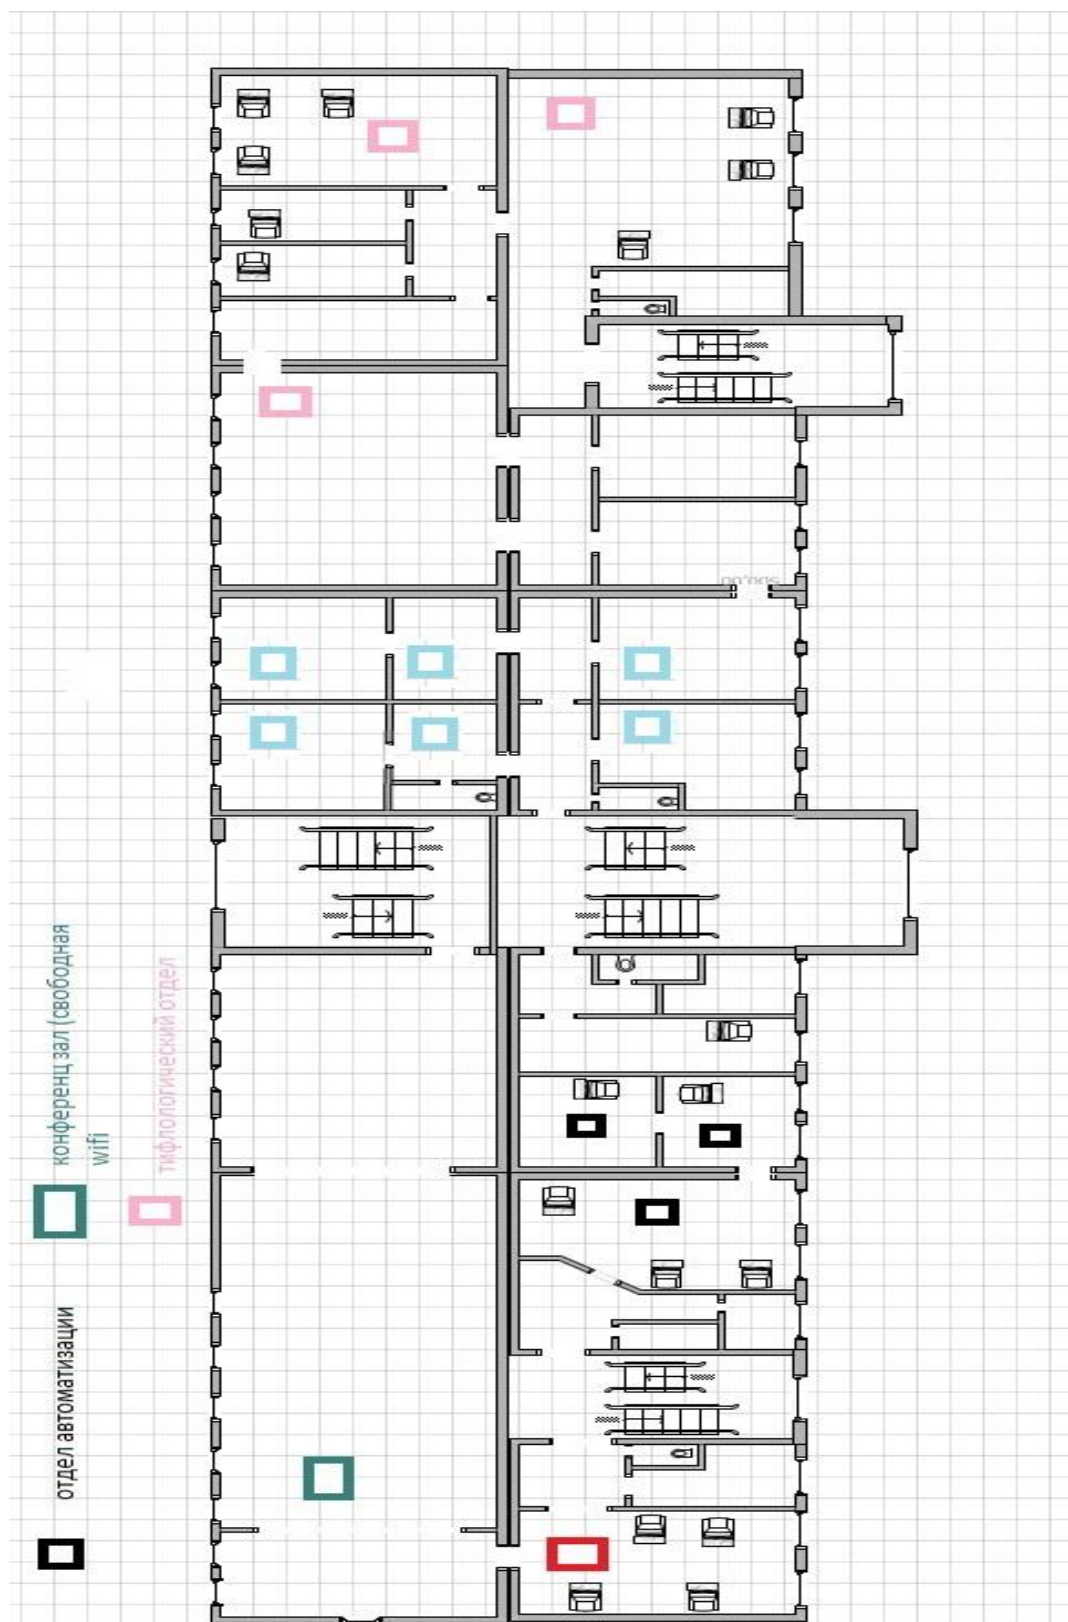 конференц зал (свободная
wifi
тифлологический отдел
отдел автоматизации